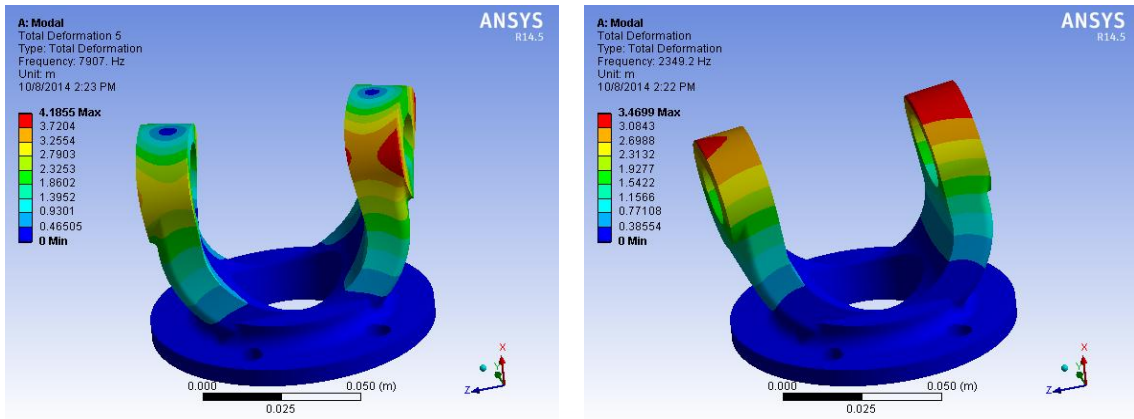 A: Modal
Total Deformation 5
Type: Total Deformation
Frequency: 7907. Hz
Unit: m
10/8/2014 2:23 PM
ANSYS
R14.5
4.1855 Max
3.7204
3.2554
2.7903
2.3253
1.8602
1.3952
0.9301
0.46505
0 Min
0.000
0.050 (m)
0.025
X
Y
Z
A: Modal
Total Deformation
Type: Total Deformation
Frequency: 2349.2 Hz
Unit: m
10/8/2014 2:22 PM
ANSYS
R14.5
3.4699 Max
3.0843
2.6988
2.3132
1.9277
1.5422
1.1566
0.77108
0.38554
0 Min
0.000
0.050 (m)
0.025
X
Y
Z